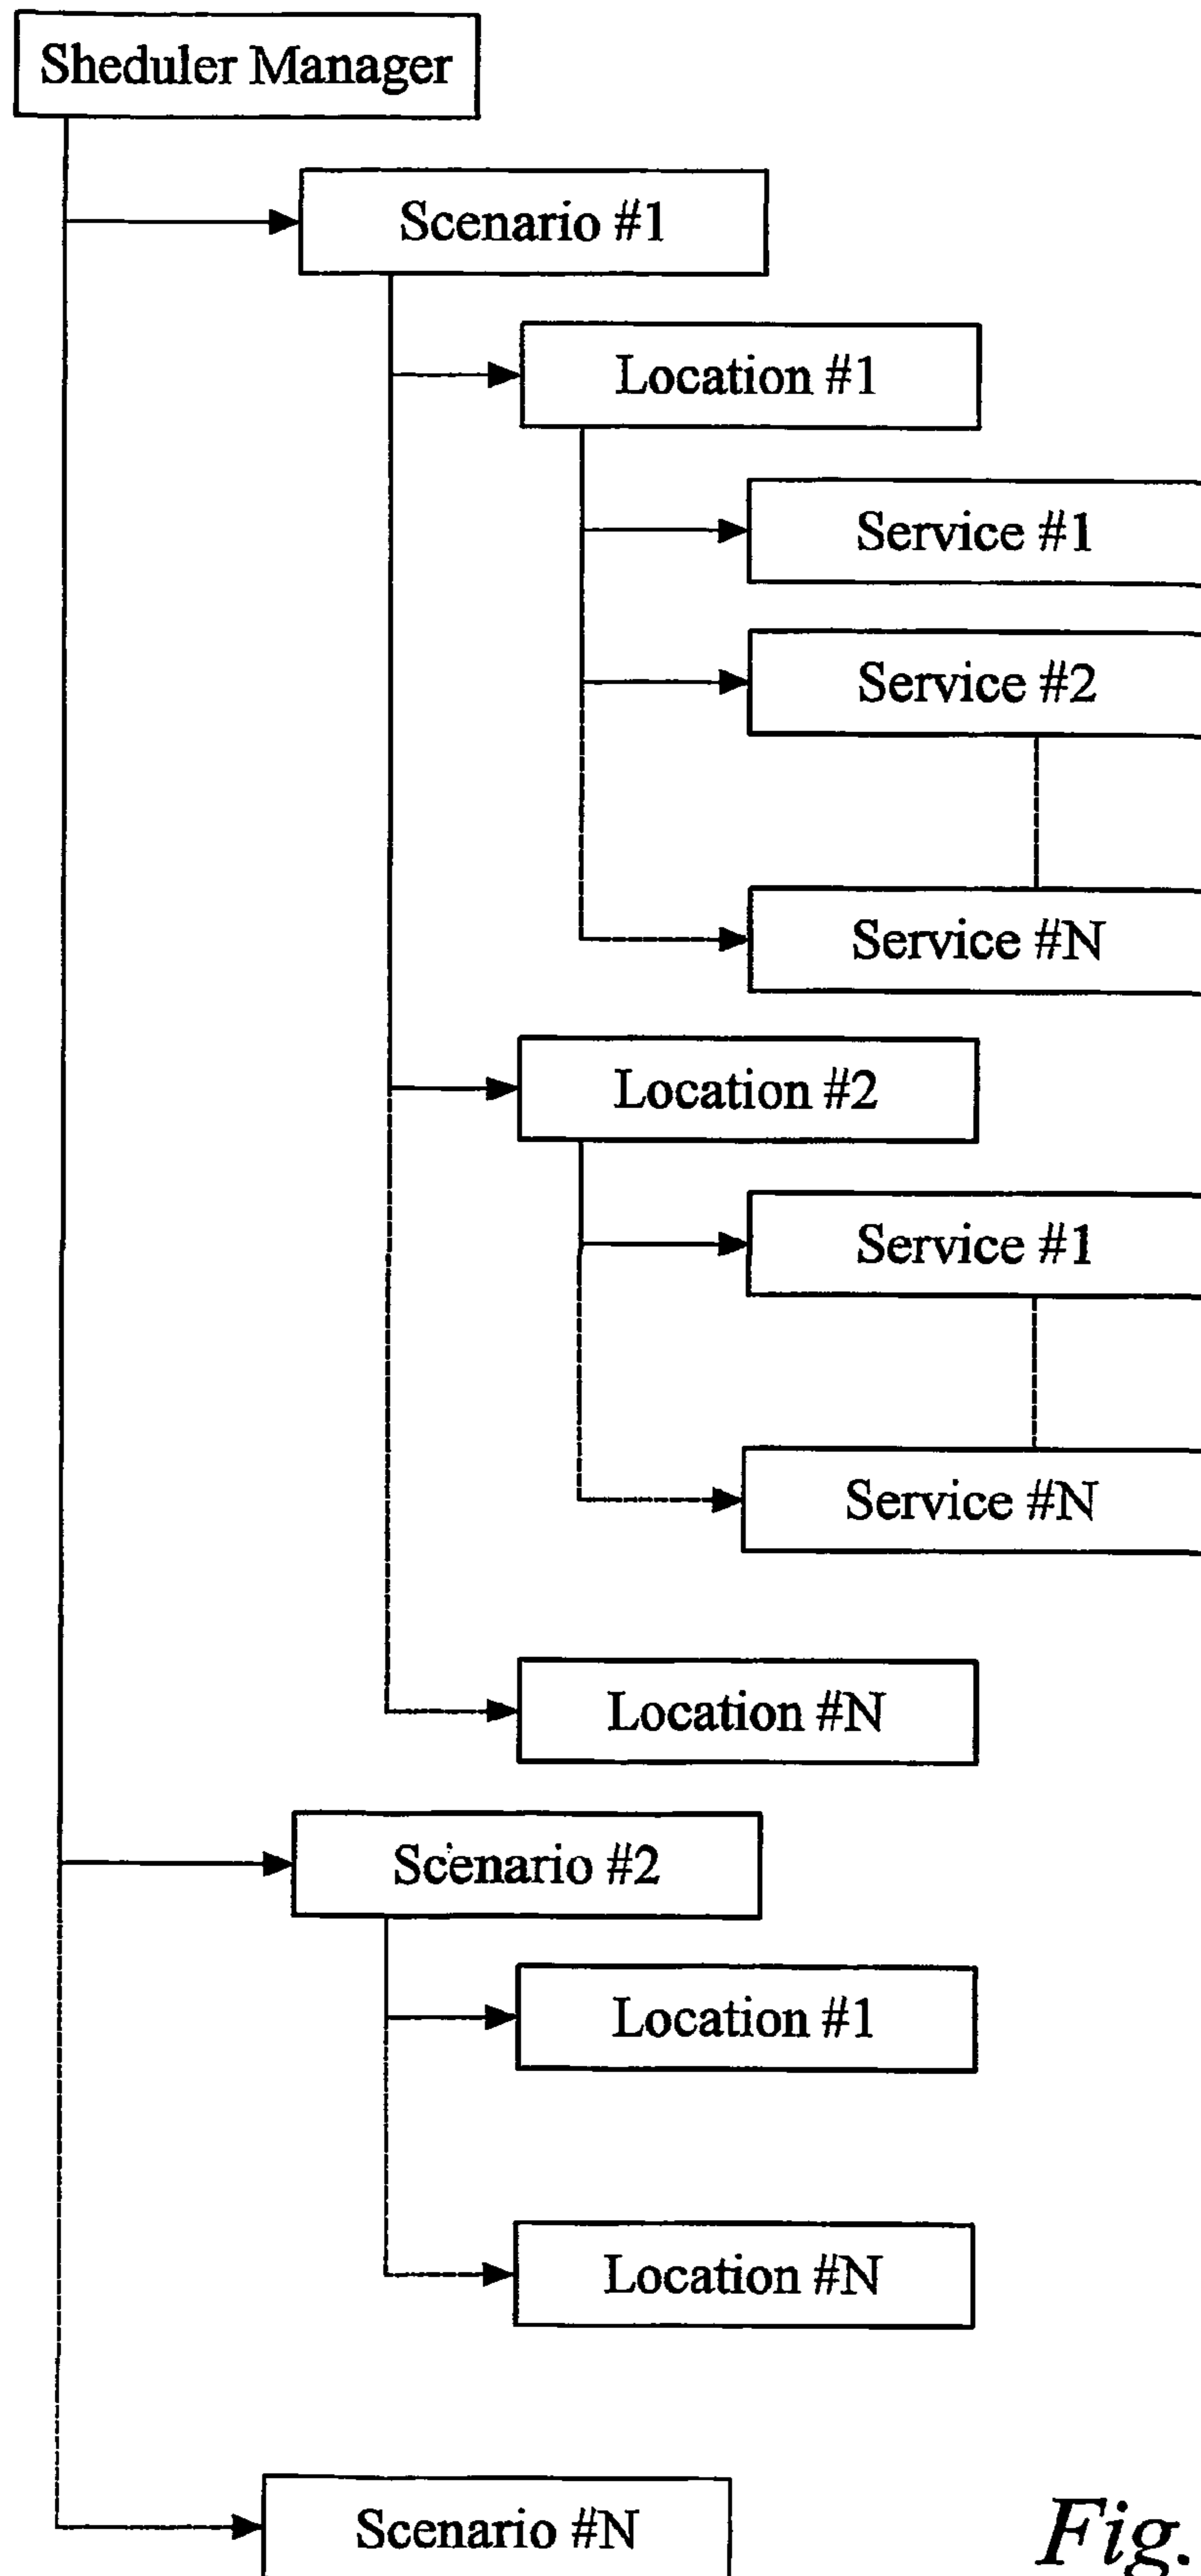 Sheduler Manager
Scenario #1
Location #1
Service #1
Service #2
Service #N
Location #2
Service #1
Service #N
Location #N
Scenario #2
Location #1
Location #N
Scenario #N
Fig.